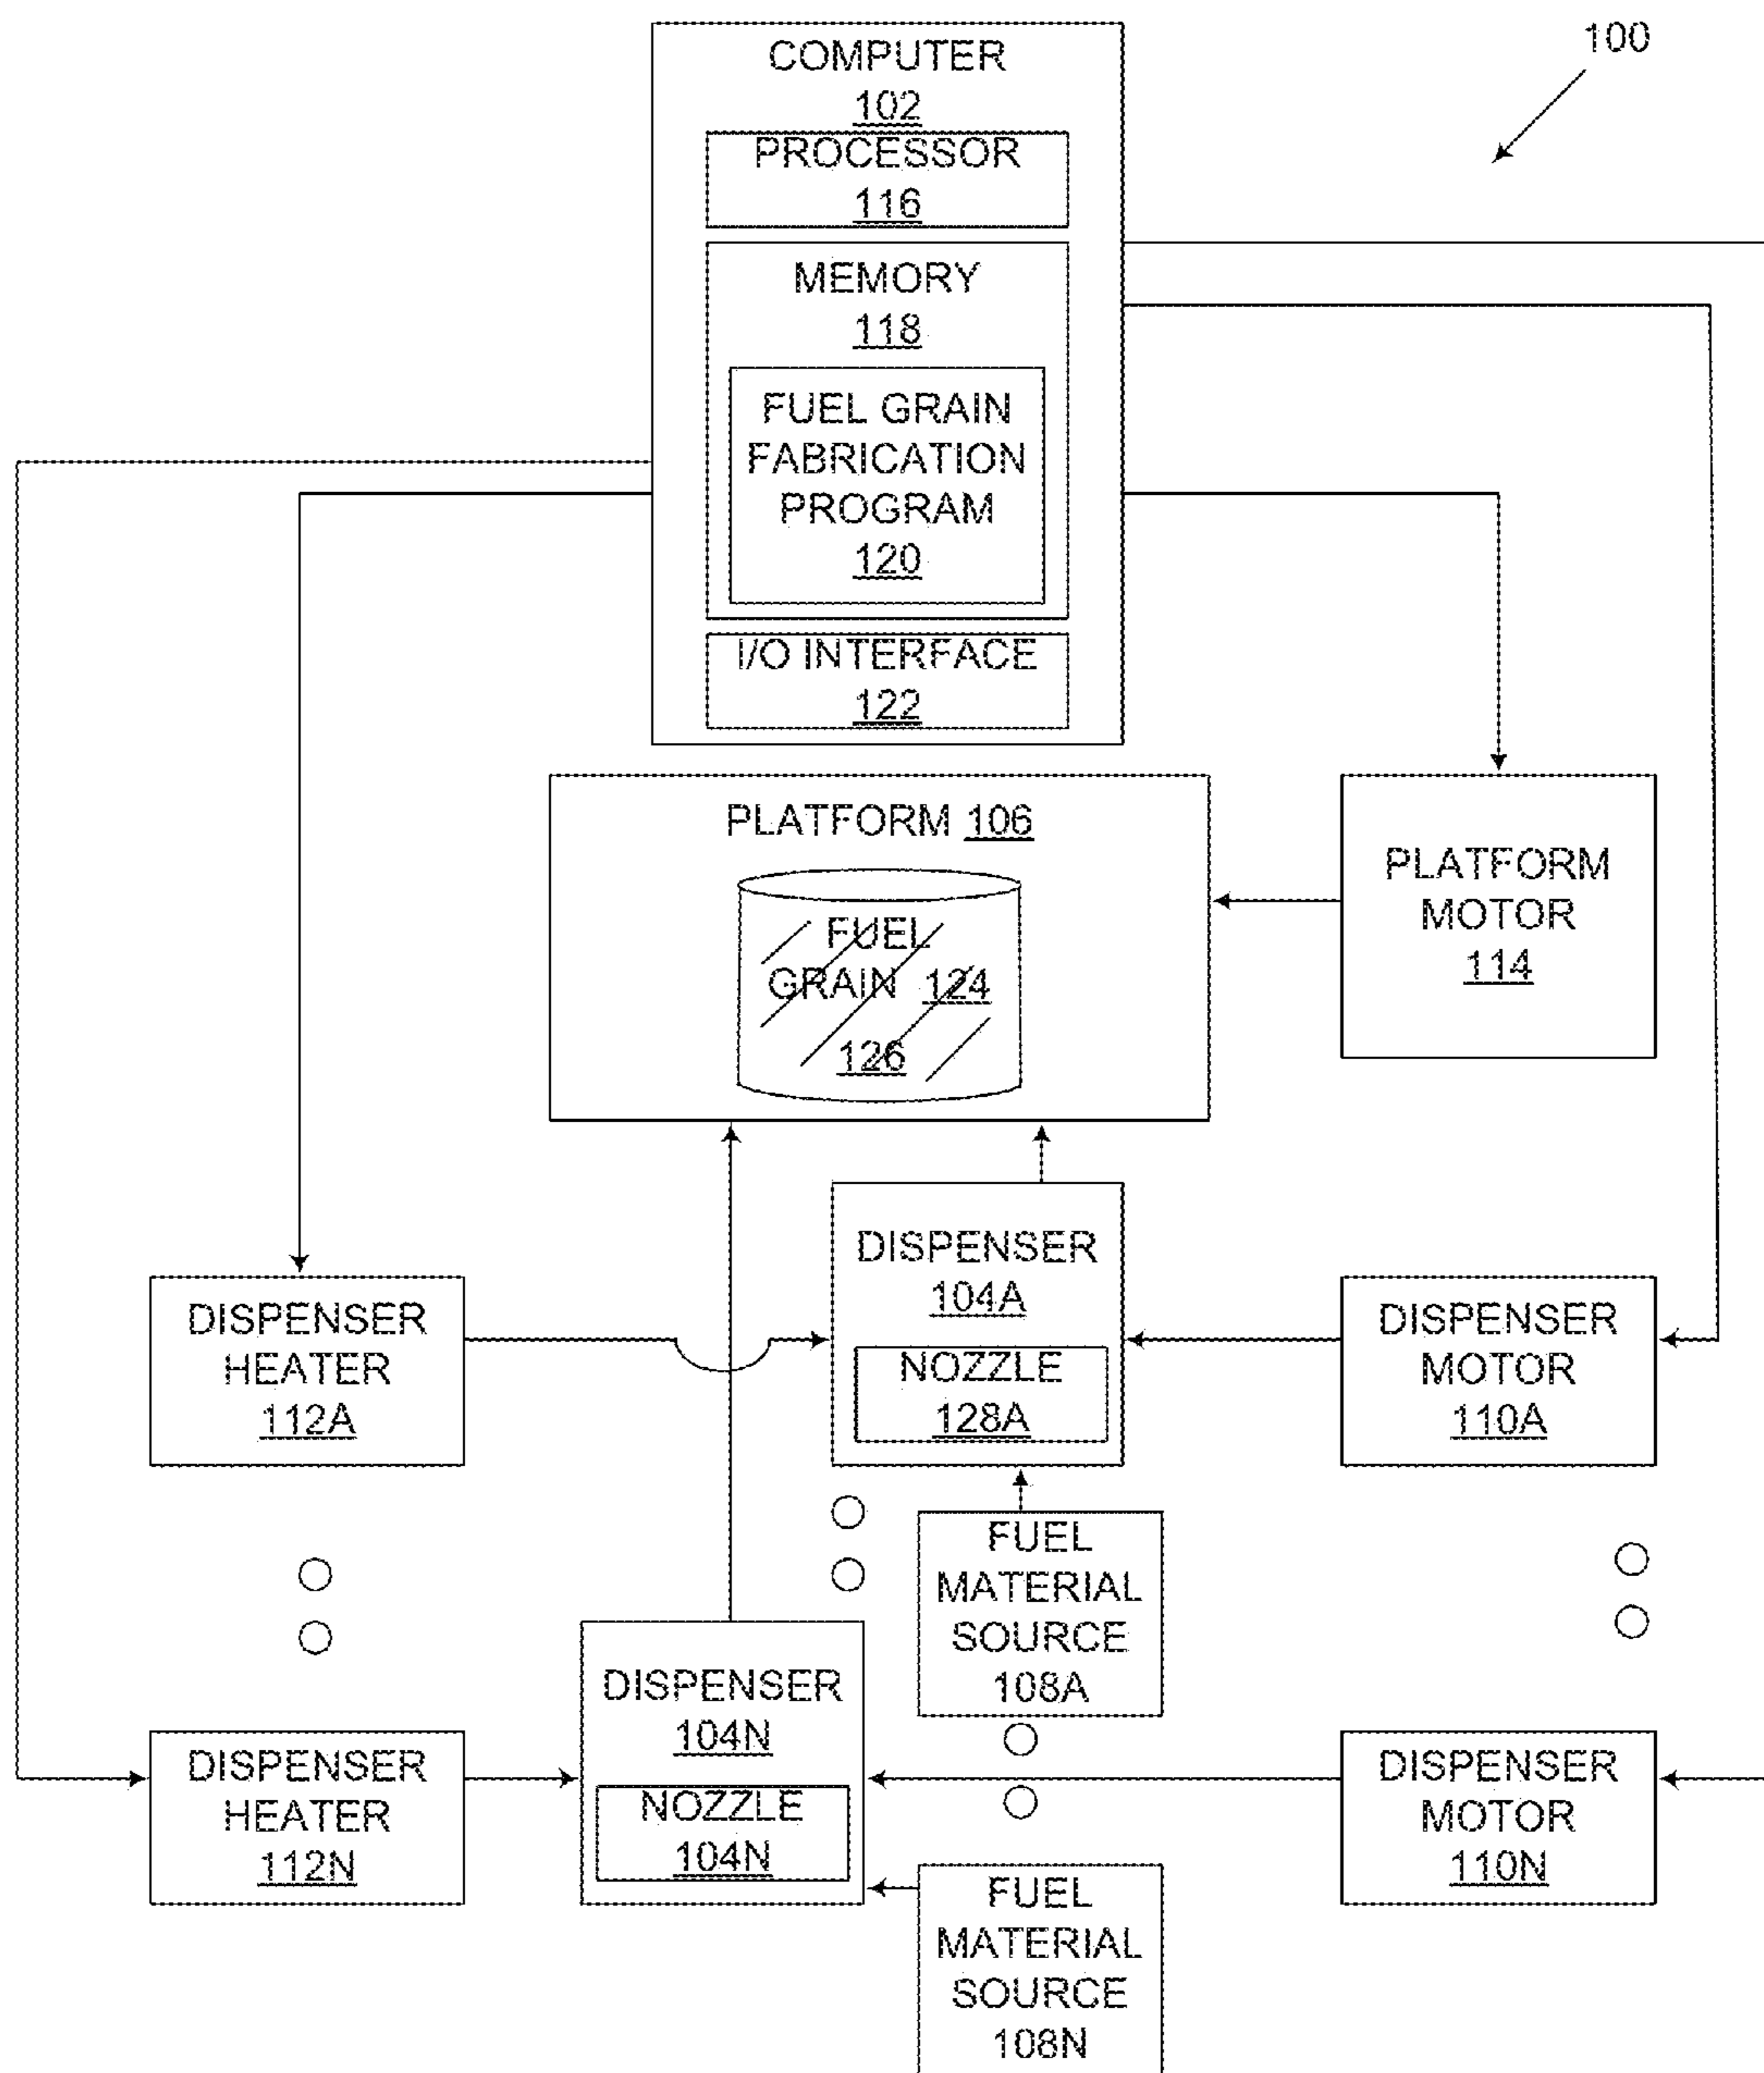 100
COMPUTER
102
PROCESSOR
116
MEMORY
118
FUEL GRAIN
FABRICATION
PROGRAM
120
I/O INTERFACE
122
PLATFORM 106
FUEL
GRAIN 124
126
PLATFORM
MOTOR
114
DISPENSER
HEATER
112A
DISPENSER
104A
NOZZLE
128A
DISPENSER
MOTOR
110A
FUEL
MATERIAL
SOURCE
108A
DISPENSER
HEATER
112N
DISPENSER
104N
NOZZLE
104N
DISPENSER
MOTOR
110N
FUEL
MATERIAL
SOURCE
108N